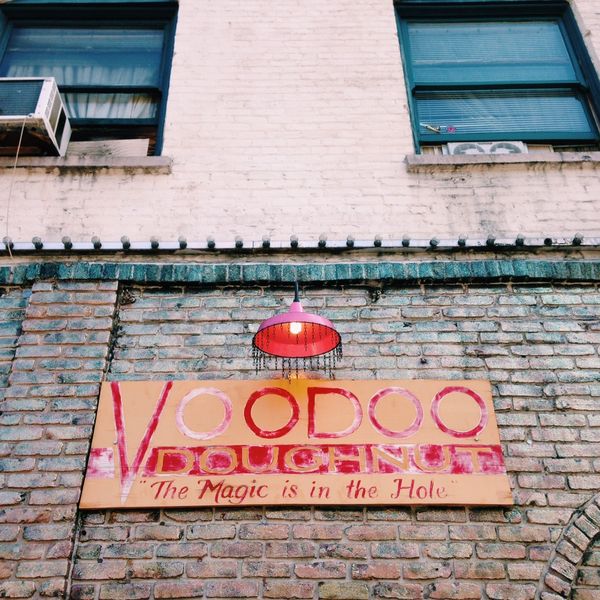 VOODOO
DOUGHNUT
"The Magic is in the Hole"